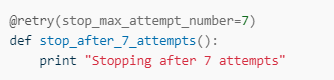 @retry(stop_max_attempt_number=7)
def stop_after_7_attempts():
    print "Stopping after 7 attempts"